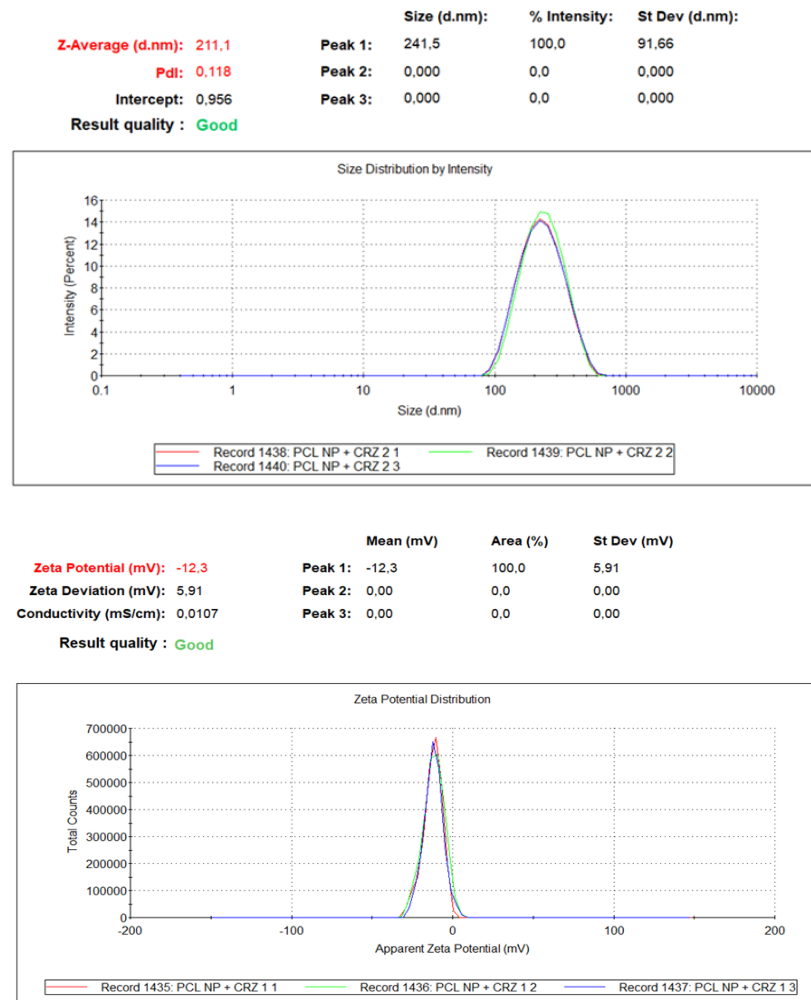 Size (d.nm): % Intensity: St Dev (d.nm):
Z-Average (d.nm): 211,1 Peak 1: 241,5 100,0 91,66
PdI: 0,118 Peak 2: 0,000 0,0 0,000
Intercept: 0,956 Peak 3: 0,000 0,0 0,000
Result quality : Good
Size Distribution by Intensity
Intensity (Percent)
16
14
12
10
8
6
4
2
0
0.1 1 10 100 1000 10000
Size (d.nm)
Record 1438: PCL NP + CRZ 2 1 Record 1439: PCL NP + CRZ 2 2
Record 1440: PCL NP + CRZ 2 3
Mean (mV) Area (%) St Dev (mV)
Zeta Potential (mV): -12,3 Peak 1: -12,3 100,0 5,91
Zeta Deviation (mV): 5,91 Peak 2: 0,00 0,0 0,00
Conductivity (mS/cm): 0,0107 Peak 3: 0,00 0,0 0,00
Result quality : Good
Zeta Potential Distribution
Total Counts
700000
600000
500000
400000
300000
200000
100000
0
-200 -100 0 100 200
Apparent Zeta Potential (mV)
Record 1435: PCL NP + CRZ 1 1 Record 1436: PCL NP + CRZ 1 2 Record 1437: PCL NP + CRZ 1 3